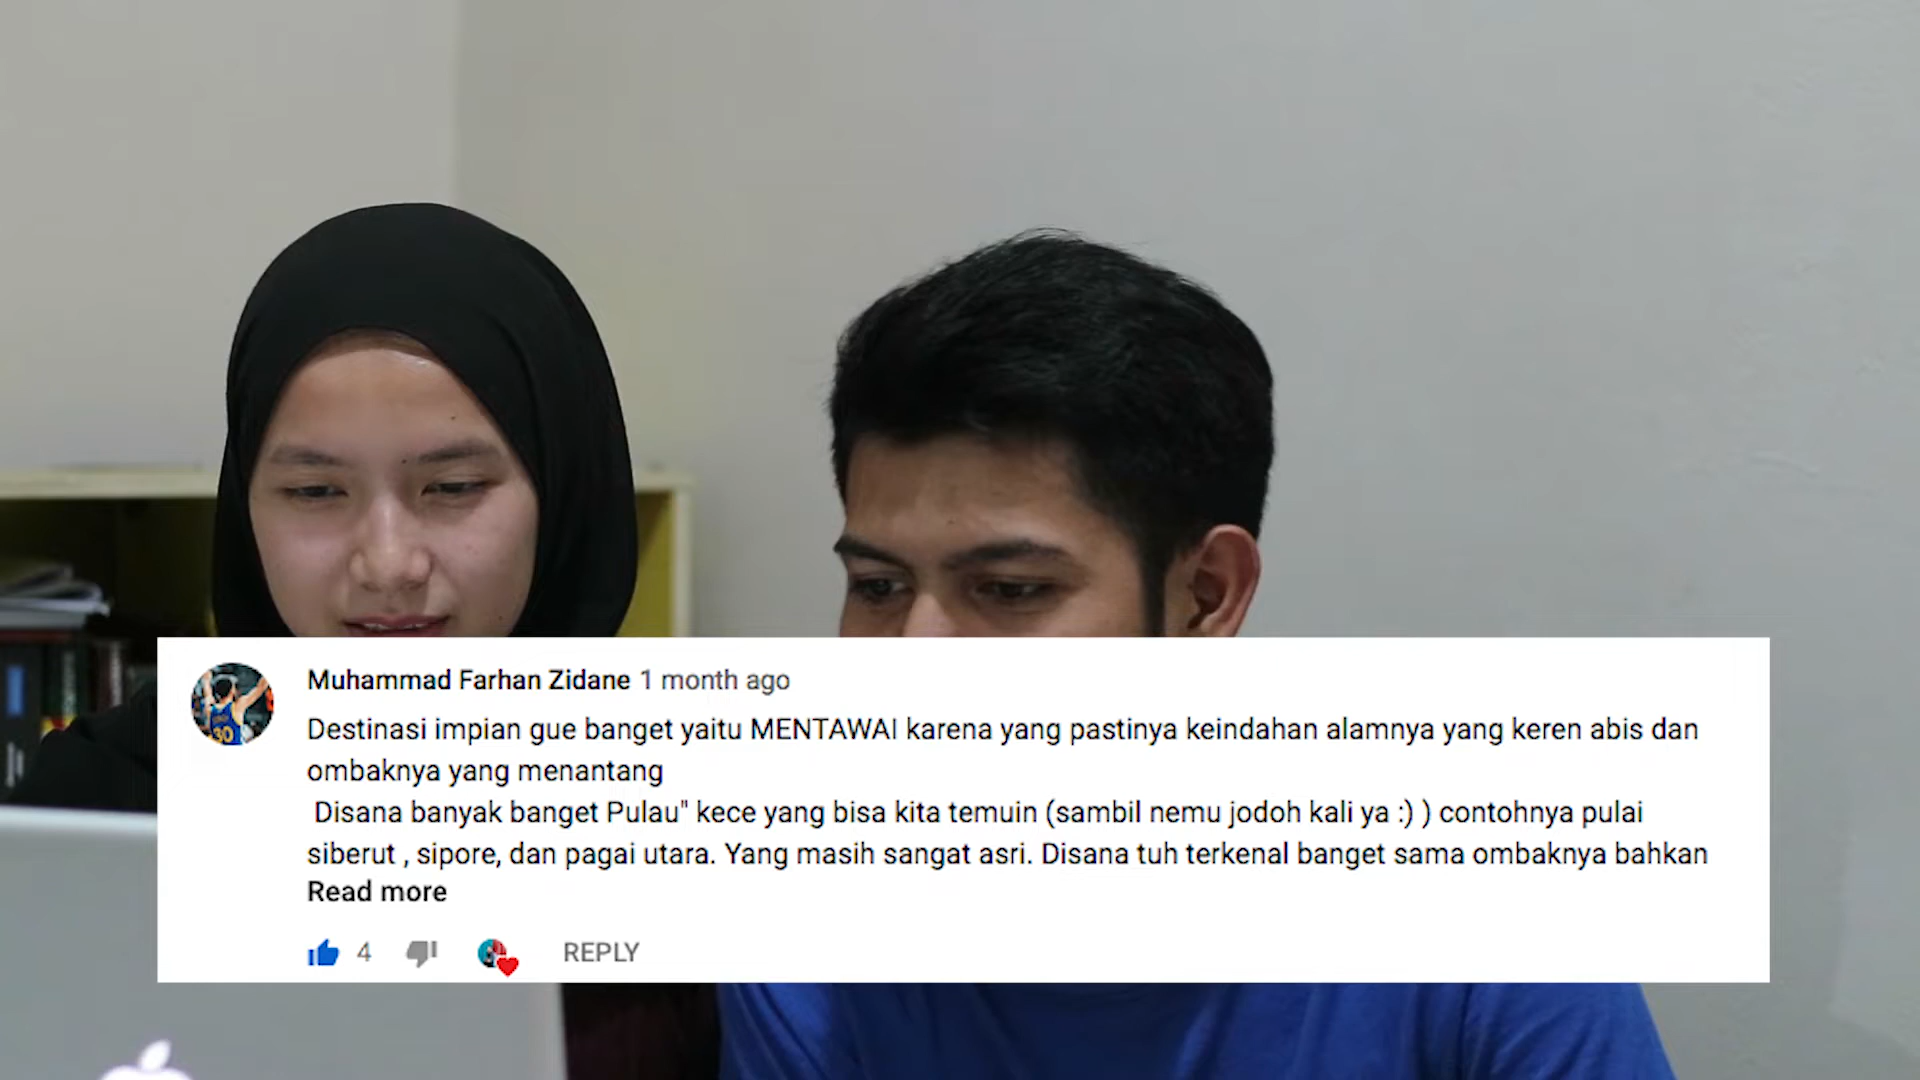 Muhammad Farhan Zidane 1 month ago
Destinasi impian gue banget yaitu MENTAWAI karena yang pastinya keindahan alamnya yang keren abis dan
ombaknya yang menantang
Disana banyak banget Pulau" kece yang bisa kita temuin (sambil nemu jodoh kali ya :) ) contohnya pulai
siberut , sipore, dan pagai utara. Yang masih sangat asri. Disana tuh terkenal banget sama ombaknya bahkan
Read more
4 REPLY
30